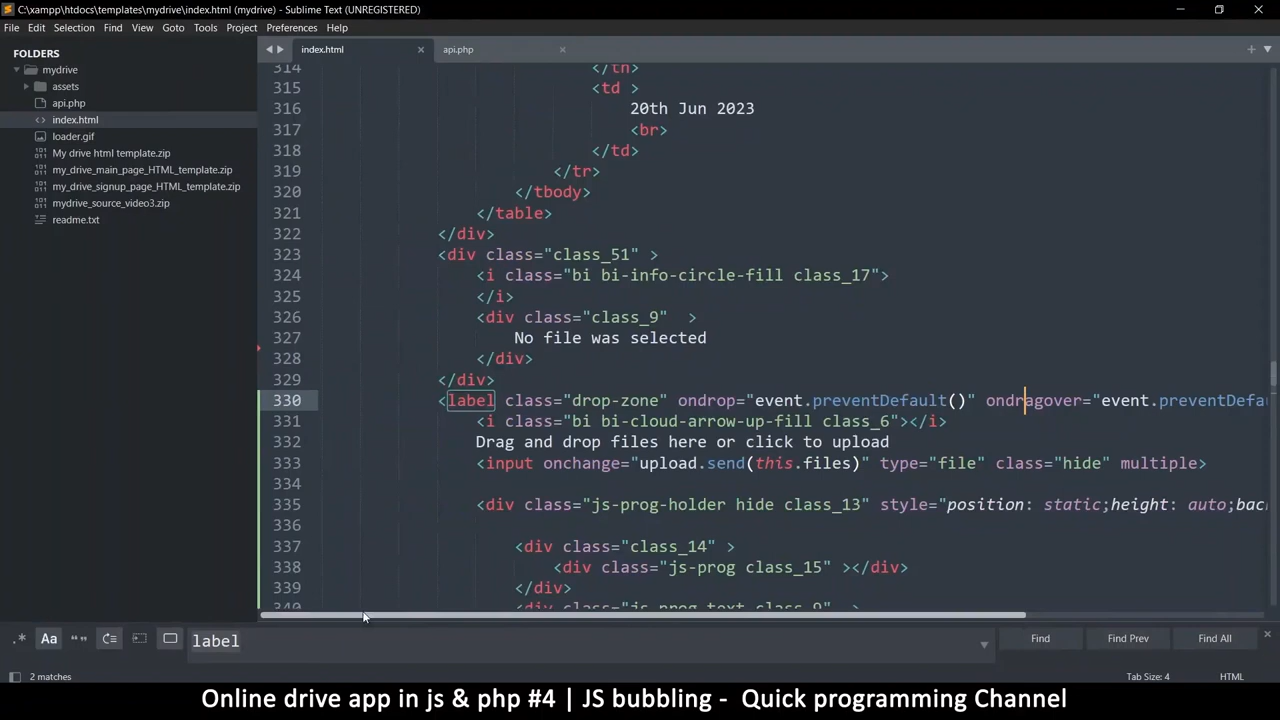 C:\xampp\htdocs\templates\mydrive\index.html (mydrive) - Sublime Text (UNREGISTERED)
File Edit Selection Find View Goto Tools Project Preferences Help
FOLDERS
mydrive
assets
api.php
index.html
loader.gif
My drive html template.zip
my_drive_main_page_HTML_template.zip
my_drive_signup_page_HTML_template.zip
mydrive_source_video3.zip
readme.txt
index.html api.php
314 </th>
315 <td >
316 20th Jun 2023
317 <br>
318 </td>
319 </tr>
320 </tbody>
321 </table>
322 </div>
323 <div class="class_51" >
324 <i class="bi bi-info-circle-fill class_17">
325 </i>
326 <div class="class_9"  >
327 No file was selected
328 </div>
329 </div>
330 <label class="drop-zone" ondrop="event.preventDefault()" ondragover="event.preventDefau
331 <i class="bi bi-cloud-arrow-up-fill class_6"></i>
332 Drag and drop files here or click to upload
333 <input onchange="upload.send(this.files)" type="file" class="hide" multiple>
334
335 <div class="js-prog-holder hide class_13" style="position: static;height: auto;bac
336
337 <div class="class_14" >
338 <div class="js-prog class_15" ></div>
339 </div>
340 <div class="js-prog-text class_9"  >
.* Aa “” label Find Find Prev Find All
2 matches Tab Size: 4 HTML
Online drive app in js & php #4 | JS bubbling - Quick programming Channel